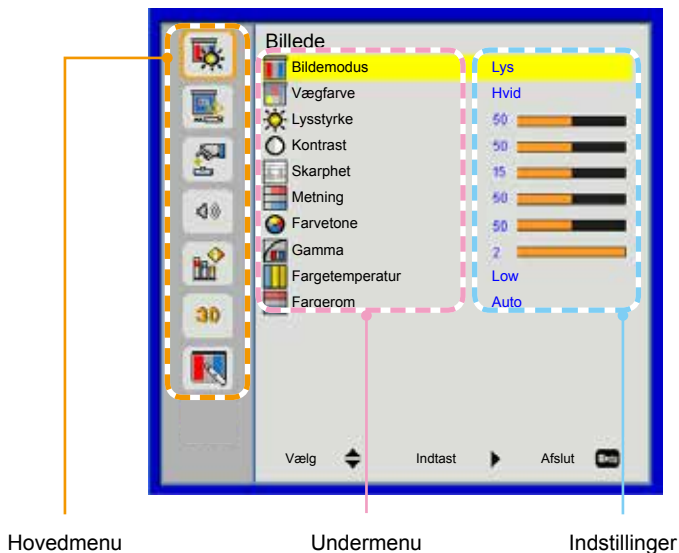 Billede
Bildemodus Lys
Vægfarve Hvid
Lysstyrke 50
Kontrast 50
Skarphet 15
Metning 50
Farvetone 50
Gamma 2
Fargetemperatur Low
Fargerom Auto
3D
Vælg Indtast Afslut
Hovedmenu Undermenu Indstillinger